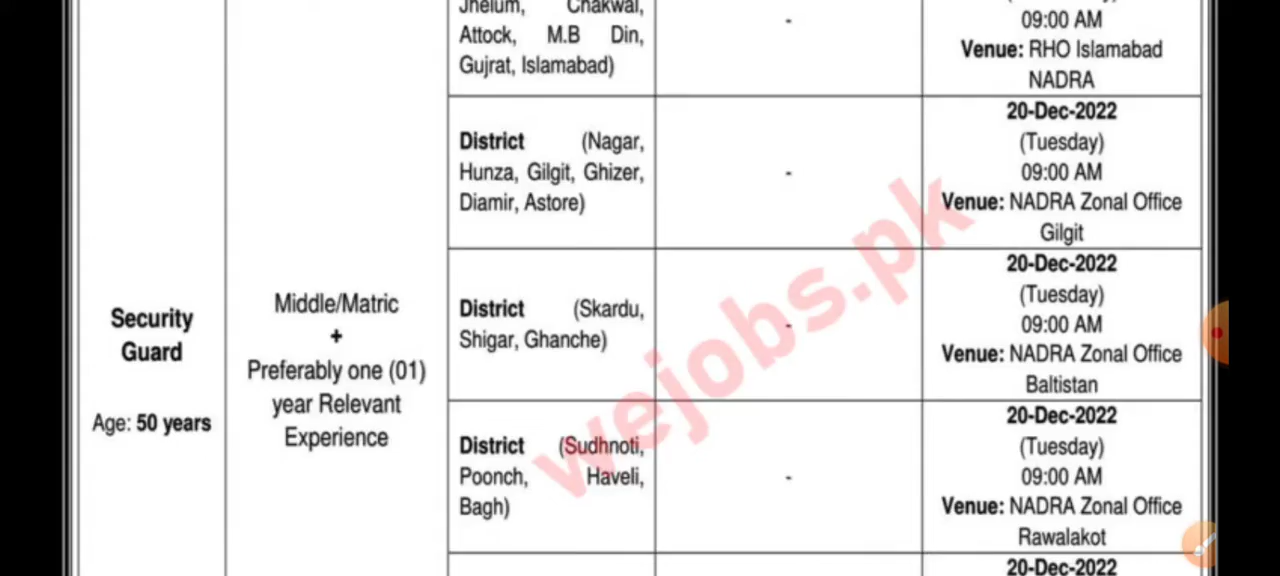 Jhelum, Chakwal,
Attock, M.B Din,
Gujrat, Islamabad)
-
09:00 AM
Venue: RHO Islamabad
NADRA
Security
Guard
Age: 50 years
Middle/Matric
+
Preferably one (01)
year Relevant
Experience
District (Nagar,
Hunza, Gilgit, Ghizer,
Diamir, Astore)
-
20-Dec-2022
(Tuesday)
09:00 AM
Venue: NADRA Zonal Office
Gilgit
District (Skardu,
Shigar, Ghanche)
-
20-Dec-2022
(Tuesday)
09:00 AM
Venue: NADRA Zonal Office
Baltistan
District (Sudhnoti,
Poonch, Haveli,
Bagh)
-
20-Dec-2022
(Tuesday)
09:00 AM
Venue: NADRA Zonal Office
Rawalakot
20-Dec-2022
wejobs.pk